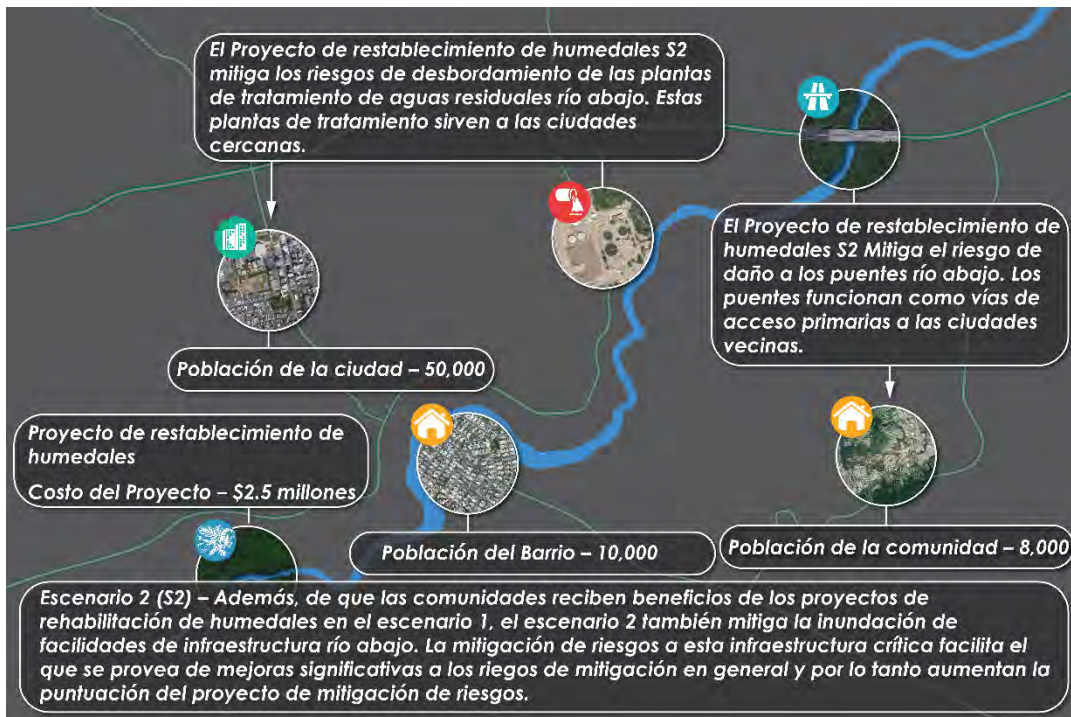 El Proyecto de restablecimiento de humedales S2
mitiga los riesgos de desbordamiento de las plantas
de tratamiento de aguas residuales río abajo. Estas
plantas de tratamiento sirven a las ciudades
cercanas.
El Proyecto de restablecimiento de
humedales S2 Mitiga el riesgo de
daño a los puentes río abajo. Los
puentes funcionan como vías de
acceso primarias a las ciudades
vecinas.
Población de la ciudad – 50,000
Proyecto de restablecimiento de
humedales
Costo del Proyecto – $2.5 millones
Población del Barrio – 10,000
Población de la comunidad – 8,000
Escenario 2 (S2) – Además, de que las comunidades reciben beneficios de los proyectos de
rehabilitación de humedales en el escenario 1, el escenario 2 también mitiga la inundación de
facilidades de infraestructura río abajo. La mitigación de riesgos a esta infraestructura crítica facilita el
que se provea de mejoras significativas a los riegos de mitigación en general y por lo tanto aumentan la
puntuación del proyecto de mitigación de riesgos.